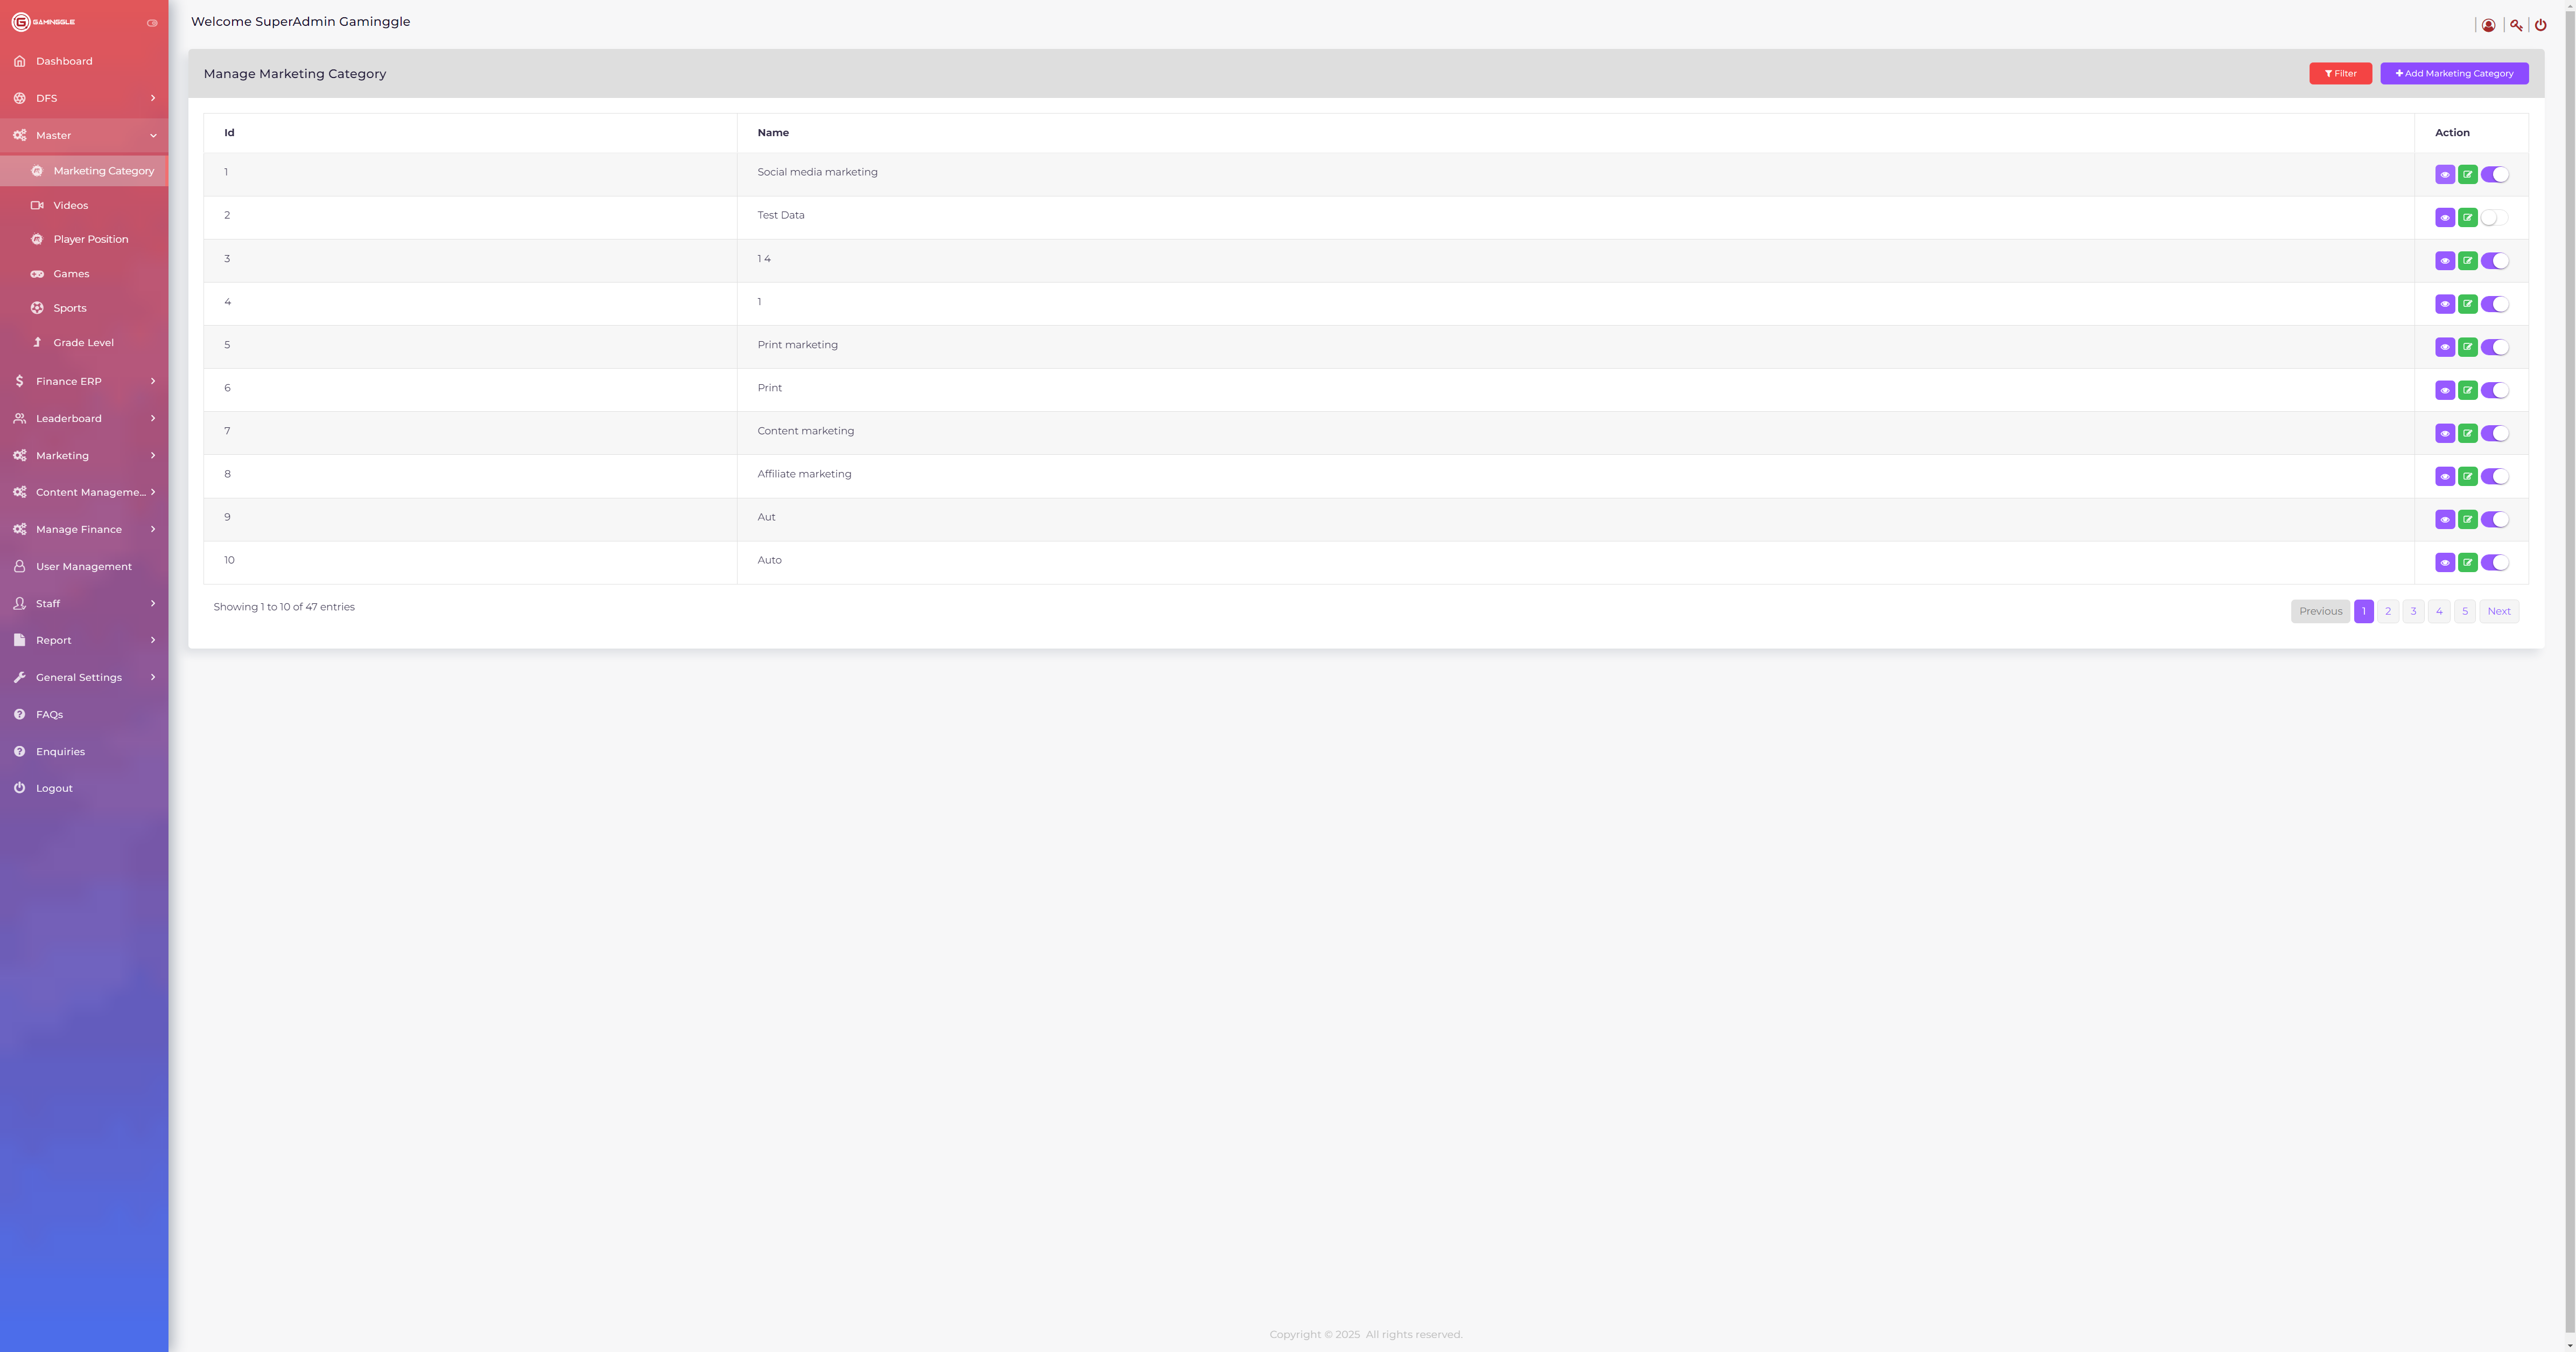 GAMINGGLE
Welcome SuperAdmin Gaminggle
Dashboard
DFS
Master
Marketing Category
Videos
Player Position
Games
Sports
Grade Level
Finance ERP
Leaderboard
Marketing
Content Manageme...
Manage Finance
User Management
Staff
Report
General Settings
FAQs
Enquiries
Logout
Manage Marketing Category
Filter
Add Marketing Category
Id Name Action
1 Social media marketing
2 Test Data
3 1 4
4 1
5 Print marketing
6 Print
7 Content marketing
8 Affiliate marketing
9 Aut
10 Auto
Showing 1 to 10 of 47 entries
Previous 1 2 3 4 5 Next
Copyright © 2025 All rights reserved.